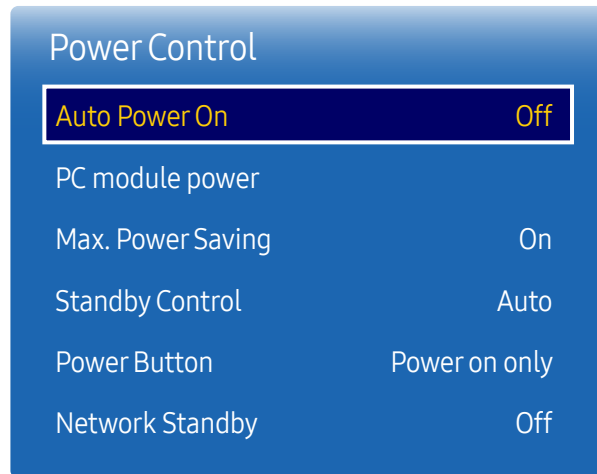 Power Control
Auto Power On Off
PC module power
Max. Power Saving On
Standby Control Auto
Power Button Power on only
Network Standby Off